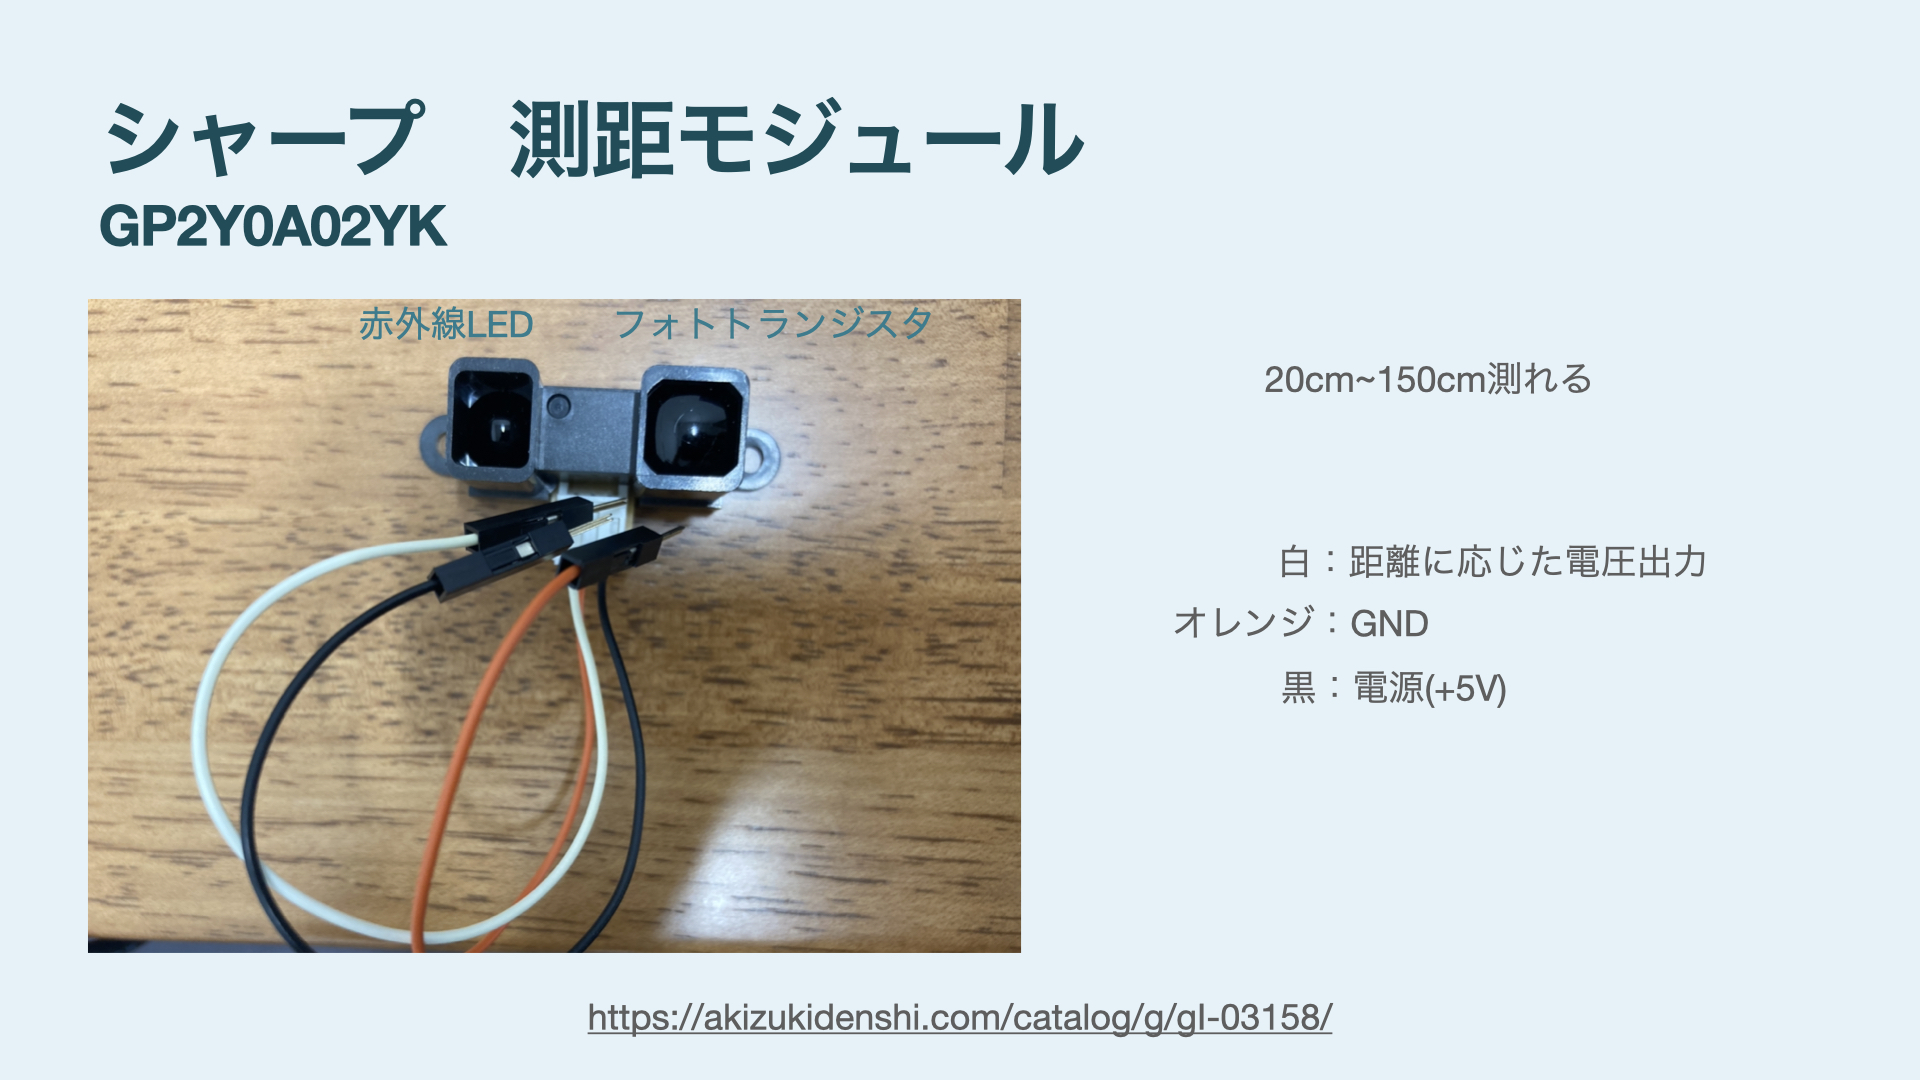 シャープ　測距モジュール
GP2Y0A02YK
赤外線LED
フォトトランジスタ
20cm~150cm測れる
白：距離に応じた電圧出力
オレンジ：GND
黒：電源(+5V)
https://akizukidenshi.com/catalog/g/gI-03158/